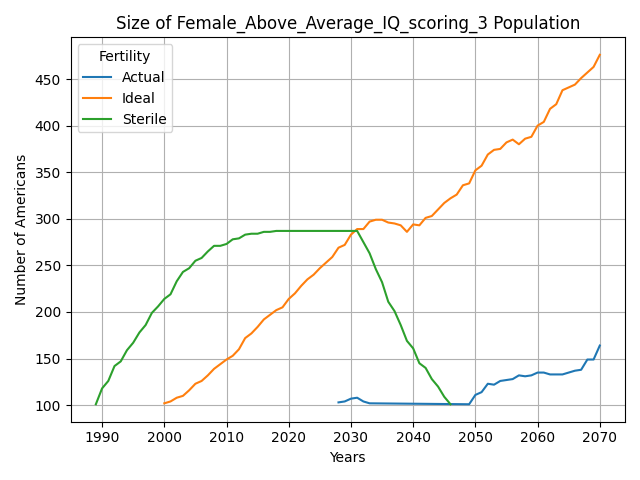 Size of Female_Above_Average_IQ_scoring_3 Population
Fertility
Actual
Ideal
Sterile
Number of Americans
450
400
350
300
250
200
150
100
1990 2000 2010 2020 2030 2040 2050 2060 2070
Years